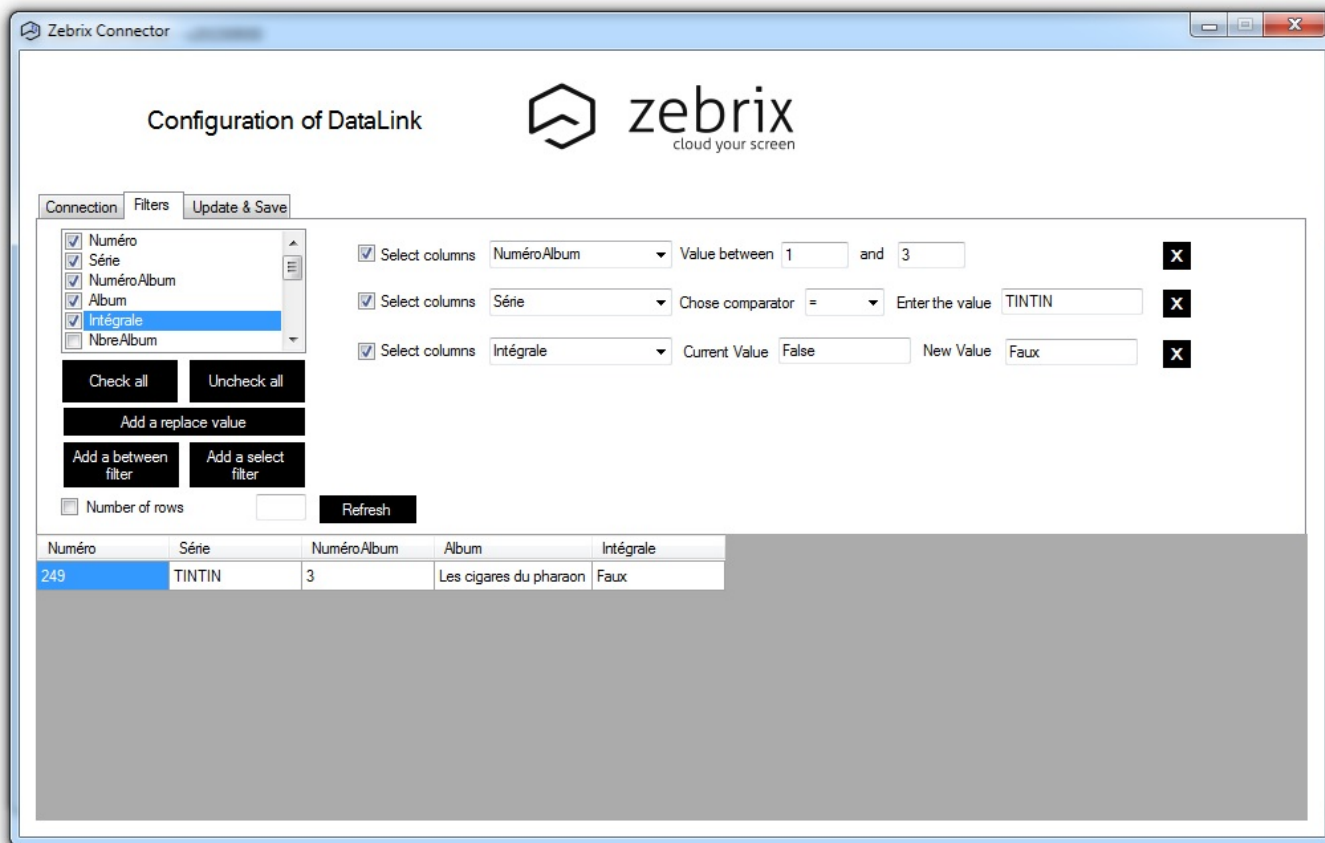 Zebrix Connector
Configuration of DataLink
zebrix
cloud your screen
Connection Filters Update & Save
Numéro
Série
NuméroAlbum
Album
Intégrale
NbreAlbum
Select columns NuméroAlbum Value between 1 and 3 X
Select columns Série Chose comparator = Enter the value TINTIN X
Select columns Intégrale Current Value False New Value Faux X
Check all Uncheck all
Add a replace value
Add a between filter Add a select filter
Number of rows Refresh
Numéro Série NuméroAlbum Album Intégrale
249 TINTIN 3 Les cigares du pharaon Faux